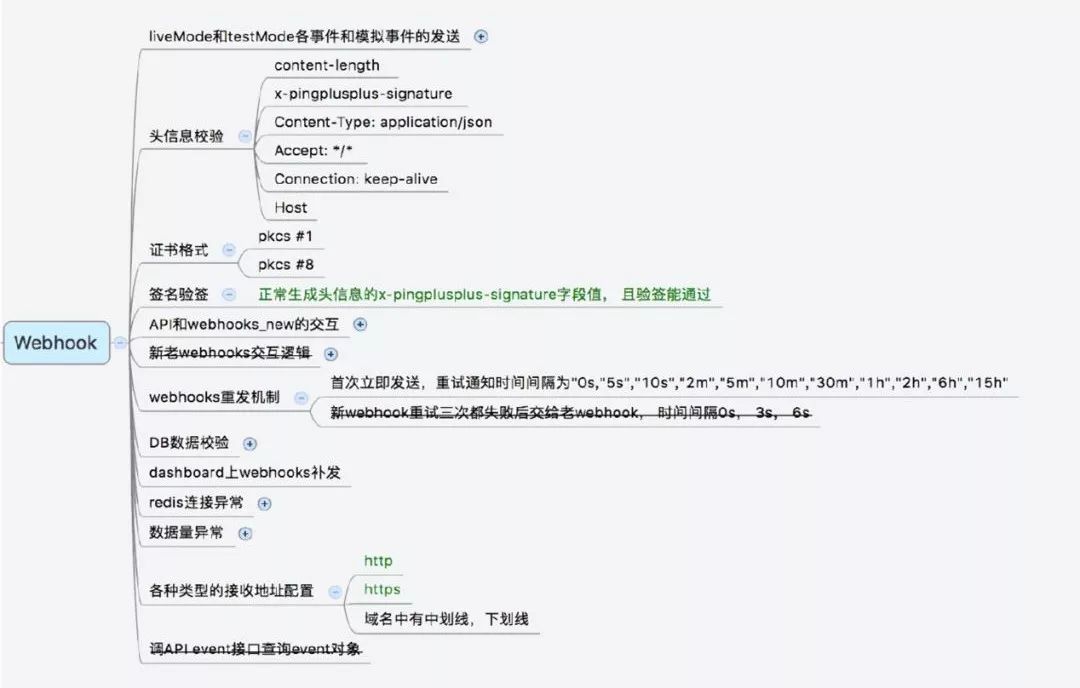 liveMode和testMode各事件和模拟事件的发送
content-length
x-pingplusplus-signature
Content-Type: application/json
头信息校验
Accept: */*
Connection: keep-alive
Host
pkcs #1
证书格式
pkcs #8
签名验签
正常生成头信息的x-pingplusplus-signature字段值， 且验签能通过
API和webhooks_new的交互
Webhook
新老webhooks交互逻辑
首次立即发送，重试通知时间间隔为"0s,"5s","10s","2m","5m","10m","30m","1h","2h","6h","15h"
webhooks重发机制
新webhook重试三次都失败后交给老webhook， 时间间隔0s， 3s， 6s
DB数据校验
dashboard上webhooks补发
redis连接异常
数据量异常
http
各种类型的接收地址配置
https
域名中有中划线，下划线
调API event接口查询event对象